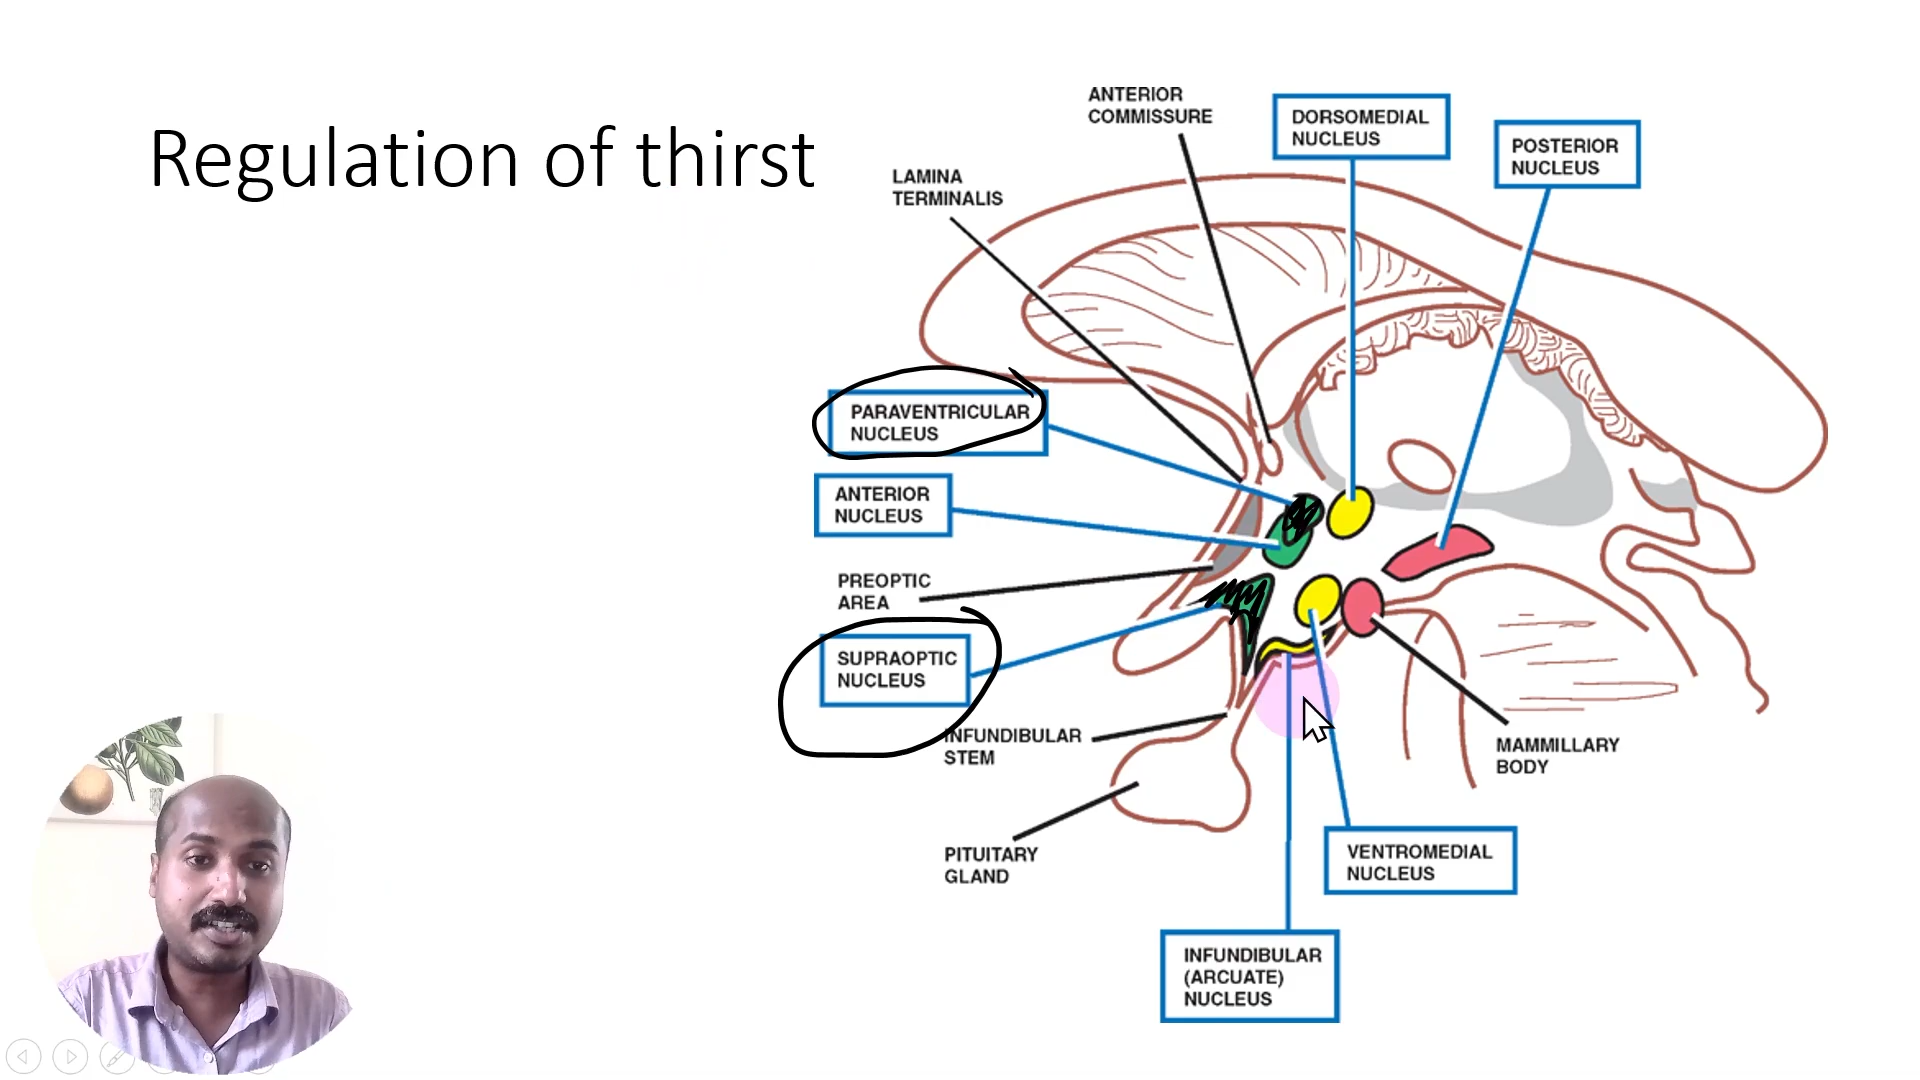 Regulation of thirst
ANTERIOR
COMMISSURE
DORSOMEDIAL
NUCLEUS
POSTERIOR
NUCLEUS
LAMINA
TERMINALIS
PARAVENTRICULAR
NUCLEUS
ANTERIOR
NUCLEUS
PREOPTIC
AREA
SUPRAOPTIC
NUCLEUS
INFUNDIBULAR
STEM
MAMMILLARY
BODY
PITUITARY
GLAND
VENTROMEDIAL
NUCLEUS
INFUNDIBULAR
(ARCUATE)
NUCLEUS